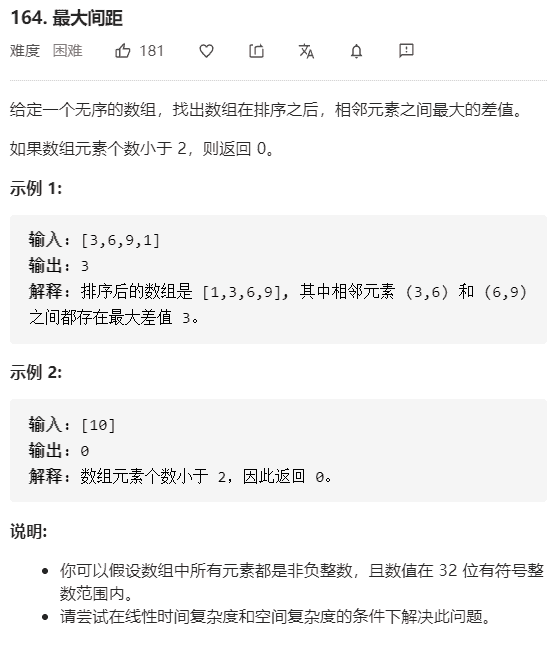 164. 最大间距
难度 困难 181
给定一个无序的数组，找出数组在排序之后，相邻元素之间最大的差值。
如果数组元素个数小于 2，则返回 0。
示例 1:
输入: [3,6,9,1]
输出: 3
解释: 排序后的数组是 [1,3,6,9], 其中相邻元素 (3,6) 和 (6,9)
之间都存在最大差值 3。
示例 2:
输入: [10]
输出: 0
解释: 数组元素个数小于 2，因此返回 0。
说明:
你可以假设数组中所有元素都是非负整数，且数值在 32 位有符号整
数范围内。
请尝试在线性时间复杂度和空间复杂度的条件下解决此问题。